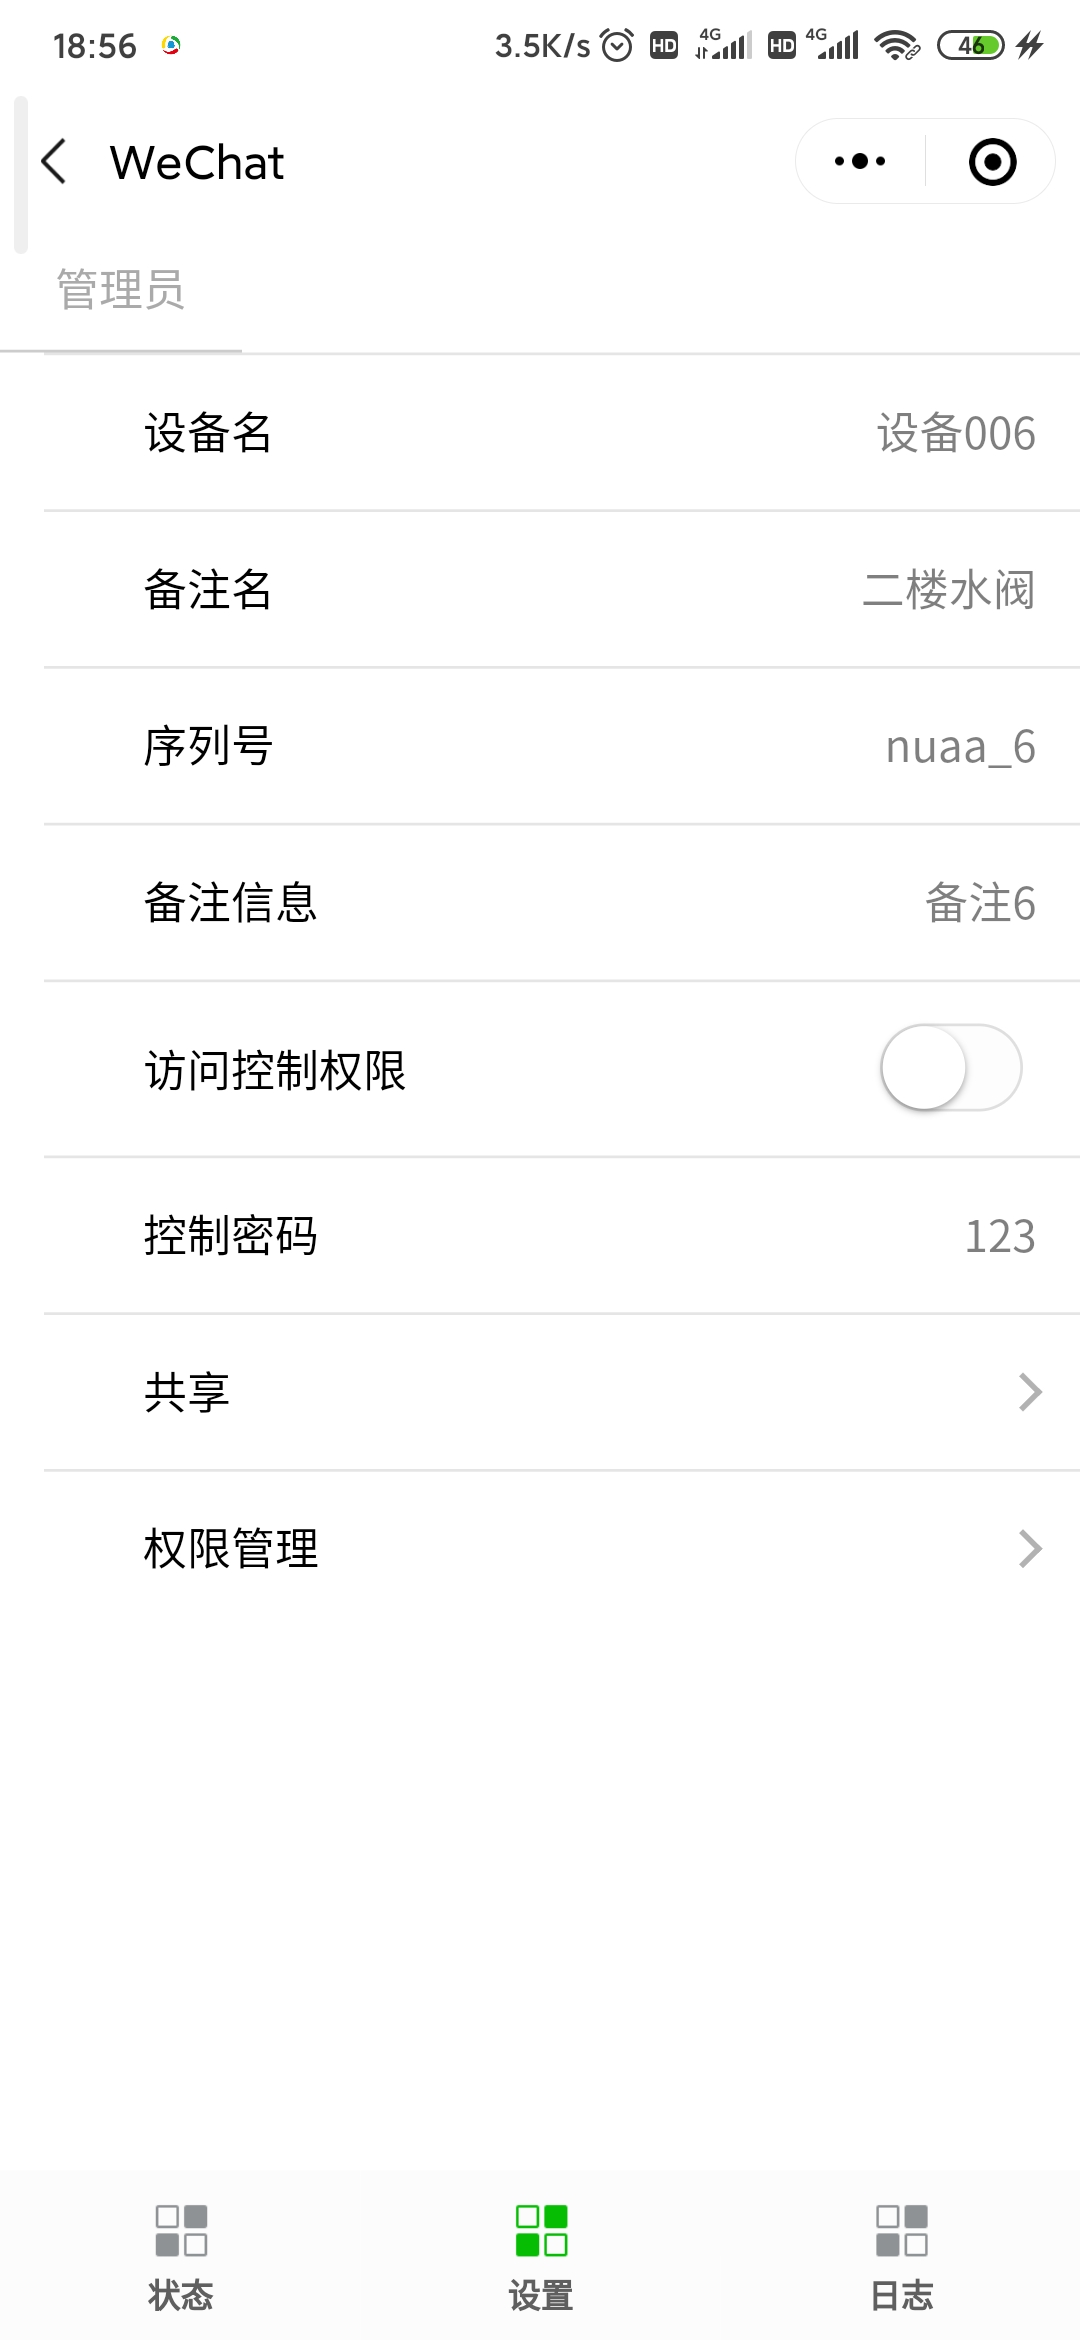 18:56 3.5K/s HD 4G HD 4G 46
WeChat
管理员
设备名 设备006
备注名 二楼水阀
序列号 nuaa_6
备注信息 备注6
访问控制权限
控制密码 123
共享
权限管理
状态 设置 日志